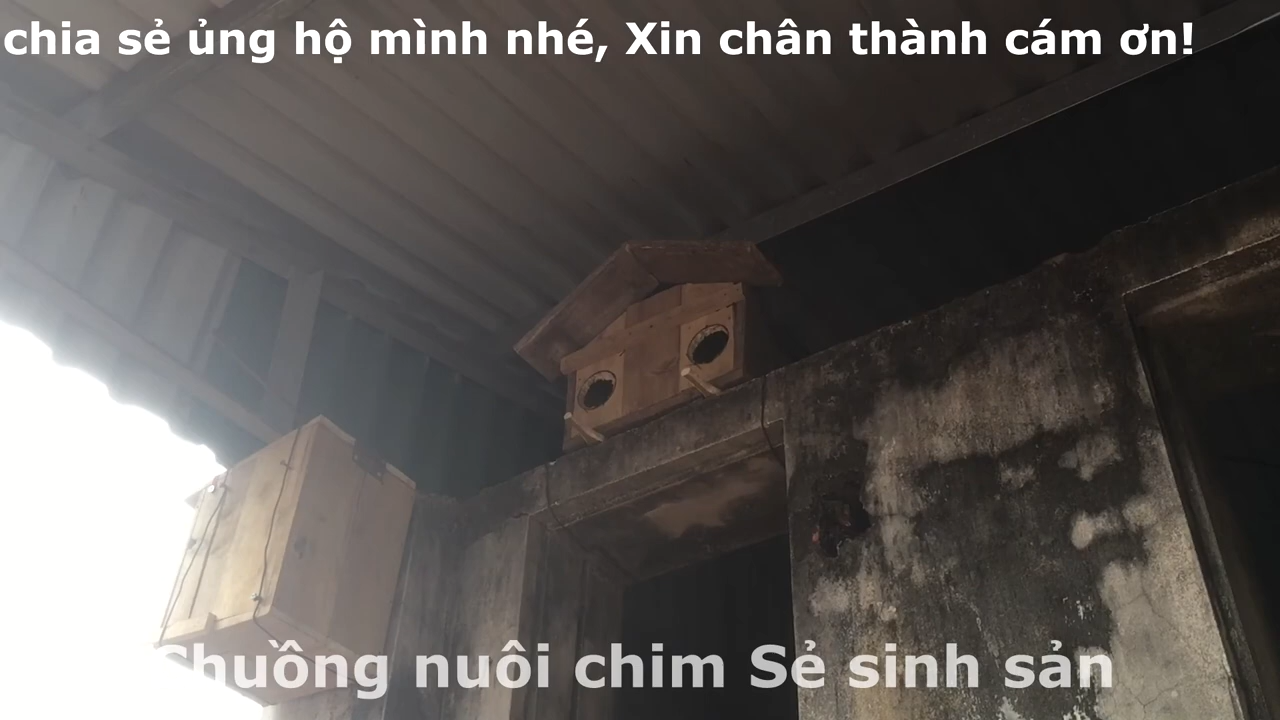 chia sẻ ủng hộ mình nhé, Xin chân thành cám ơn!
Chuồng nuôi chim Sẻ sinh sản